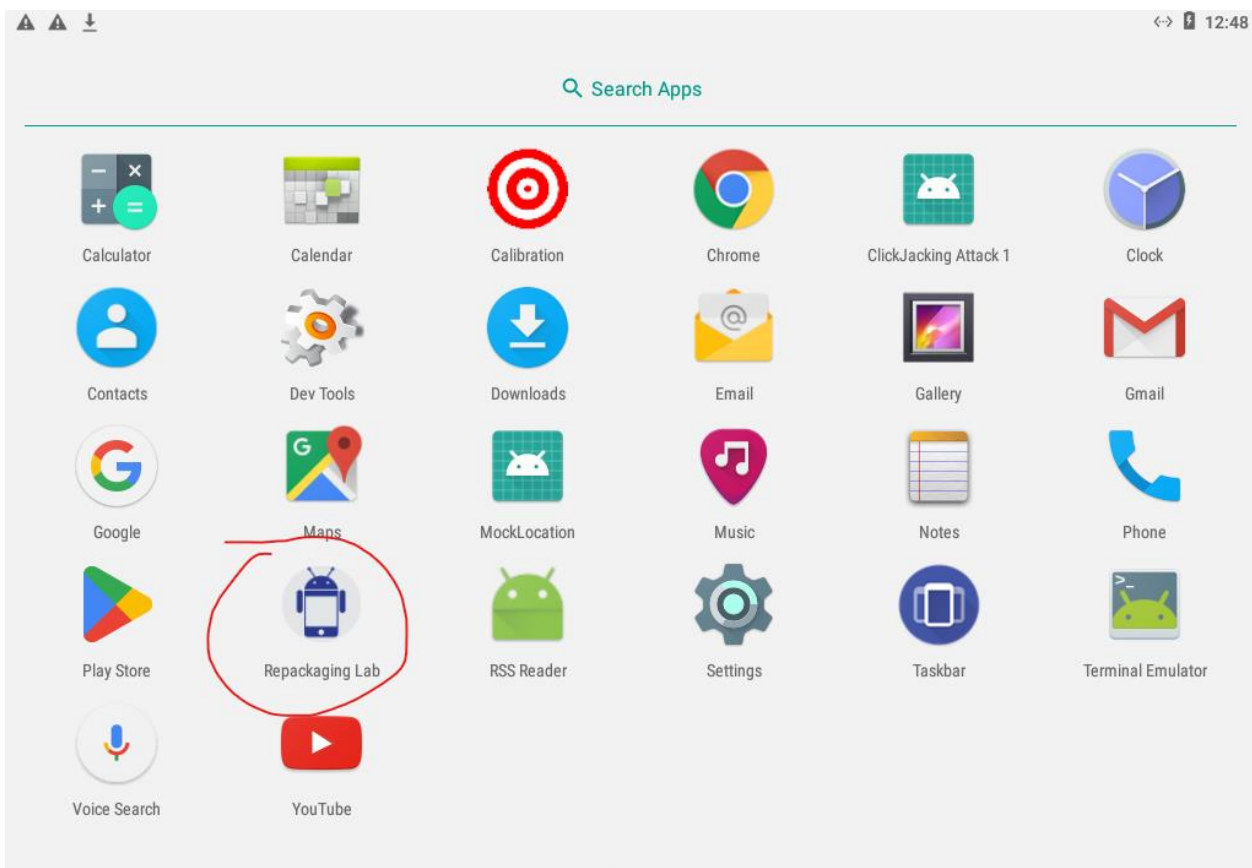 12:48
Search Apps
Calculator Calendar Calibration Chrome ClickJacking Attack 1 Clock
Contacts Dev Tools Downloads Email Gallery Gmail
G
Google Maps MockLocation Music Notes Phone
>_
Play Store Repackaging Lab RSS Reader Settings Taskbar Terminal Emulator
Voice Search YouTube